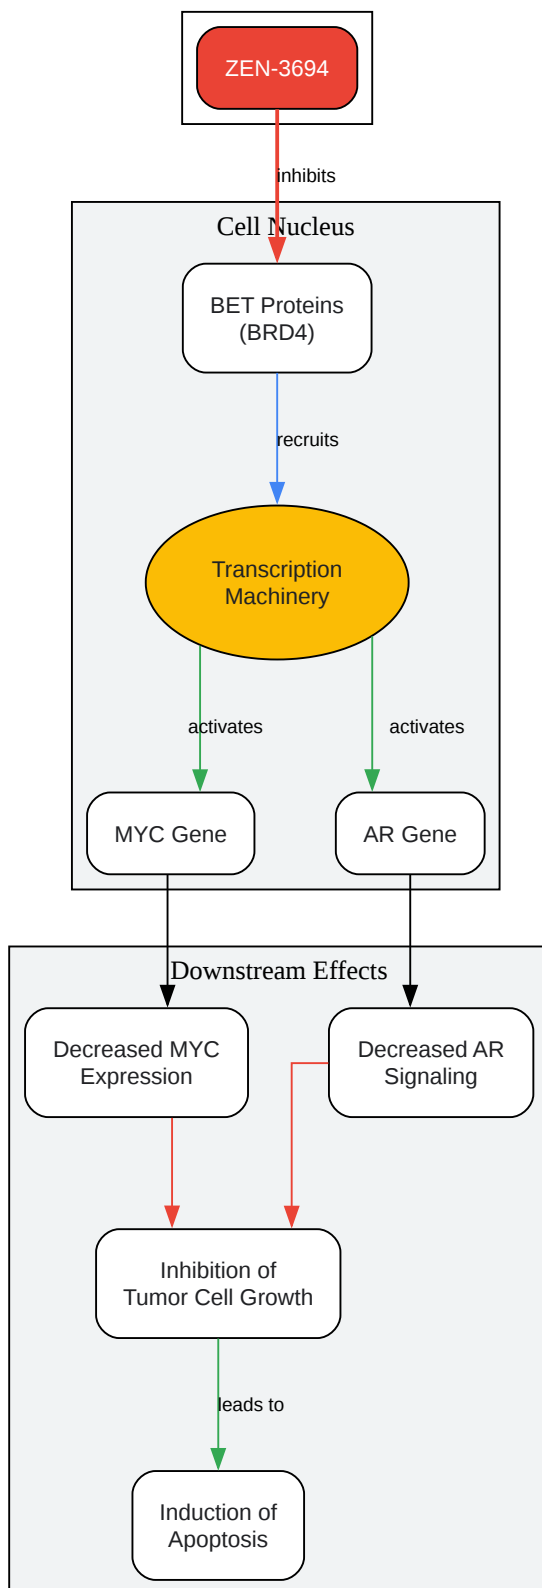 ZEN-3694
inhibits
Cell Nucleus
BET Proteins
(BRD4)
recruits
Transcription
Machinery
activates
activates
MYC Gene
AR Gene
Downstream Effects
Decreased MYC
Expression
Decreased AR
Signaling
Inhibition of
Tumor Cell Growth
leads to
Induction of
Apoptosis